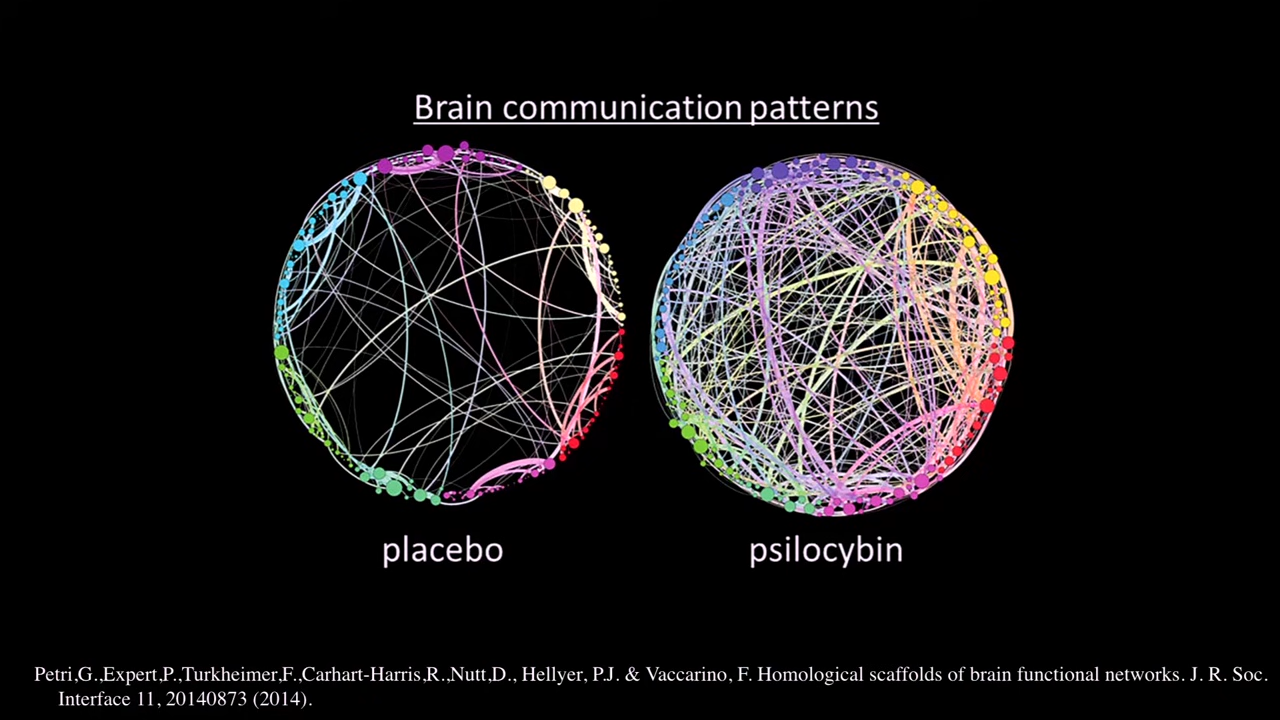 Brain communication patterns
placebo
psilocybin
Petri,G.,Expert,P.,Turkheimer,F.,Carhart-Harris,R.,Nutt,D., Hellyer, P.J. & Vaccarino, F. Homological scaffolds of brain functional networks. J. R. Soc.
Interface 11, 20140873 (2014).